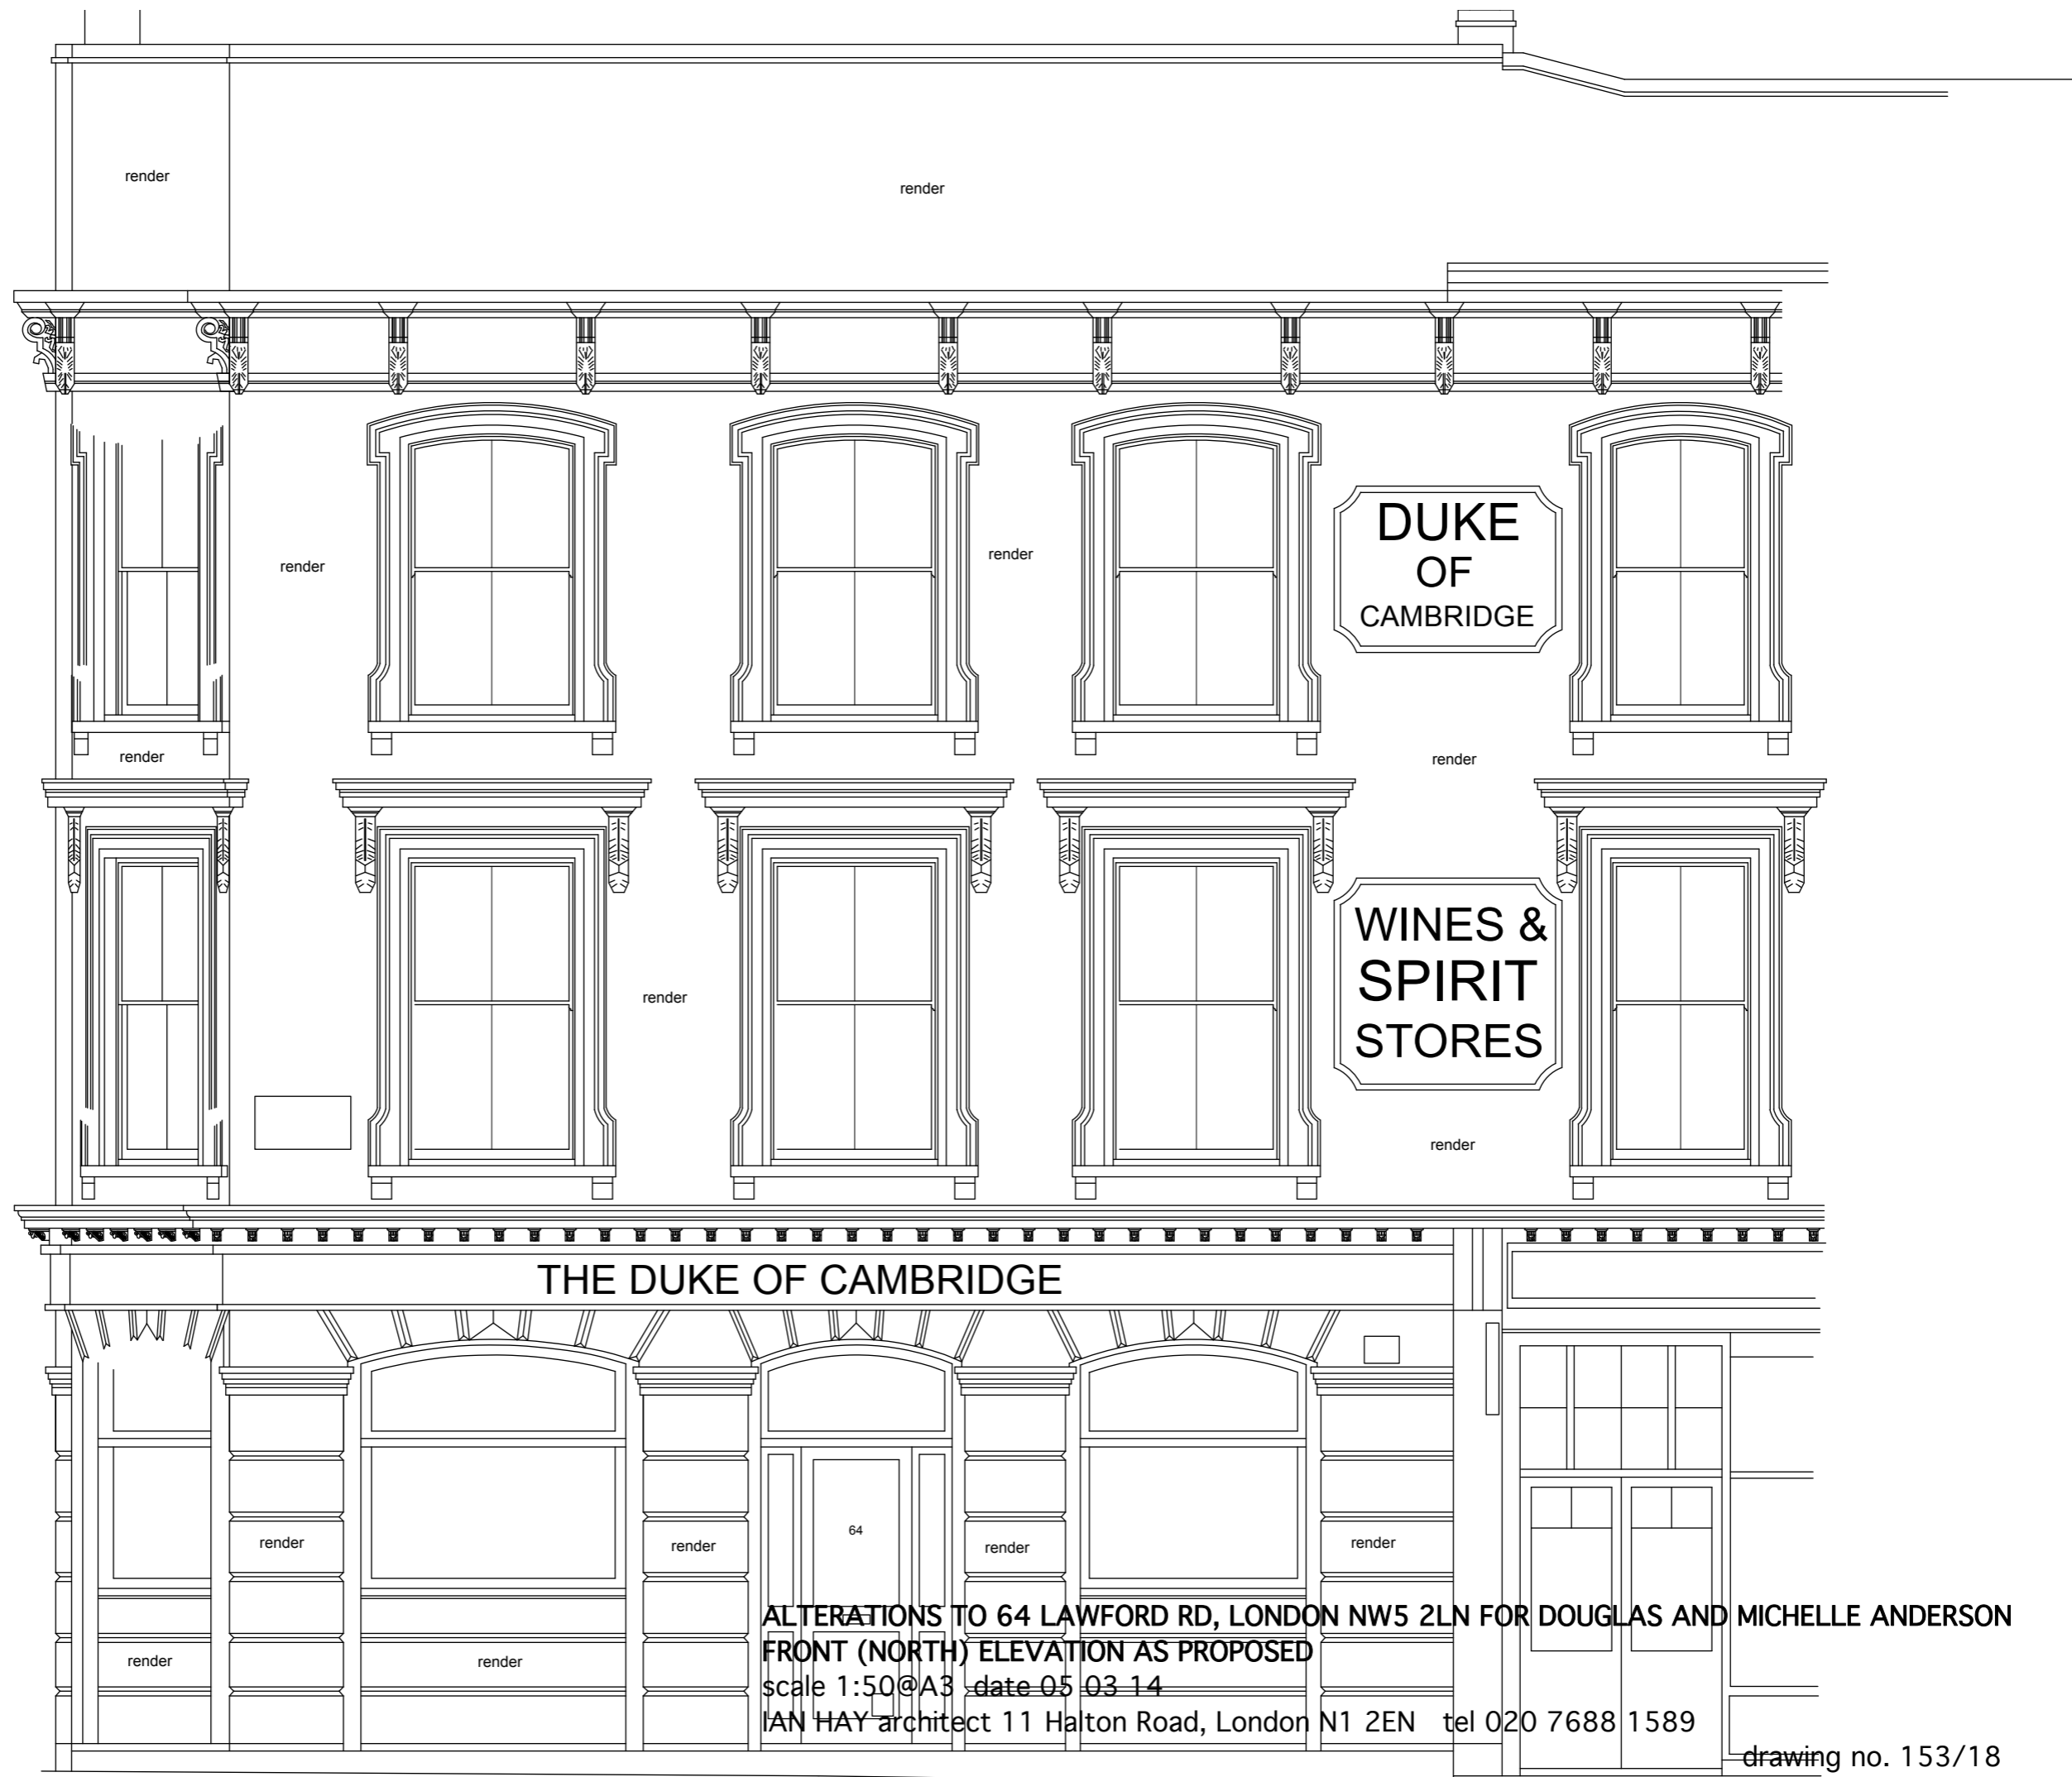 render
render
render
render
DUKE
OF
CAMBRIDGE
render
render
WINES &
SPIRIT
STORES
render
render
THE DUKE OF CAMBRIDGE
64
render
render
render
render
render
render
ALTERATIONS TO 64 LAWFORD RD, LONDON NW5 2LN FOR DOUGLAS AND MICHELLE ANDERSON
FRONT (NORTH) ELEVATION AS PROPOSED
scale 1:50@A3 date 05 03 14
IAN HAY architect 11 Halton Road, London N1 2EN tel 020 7688 1589
drawing no. 153/18